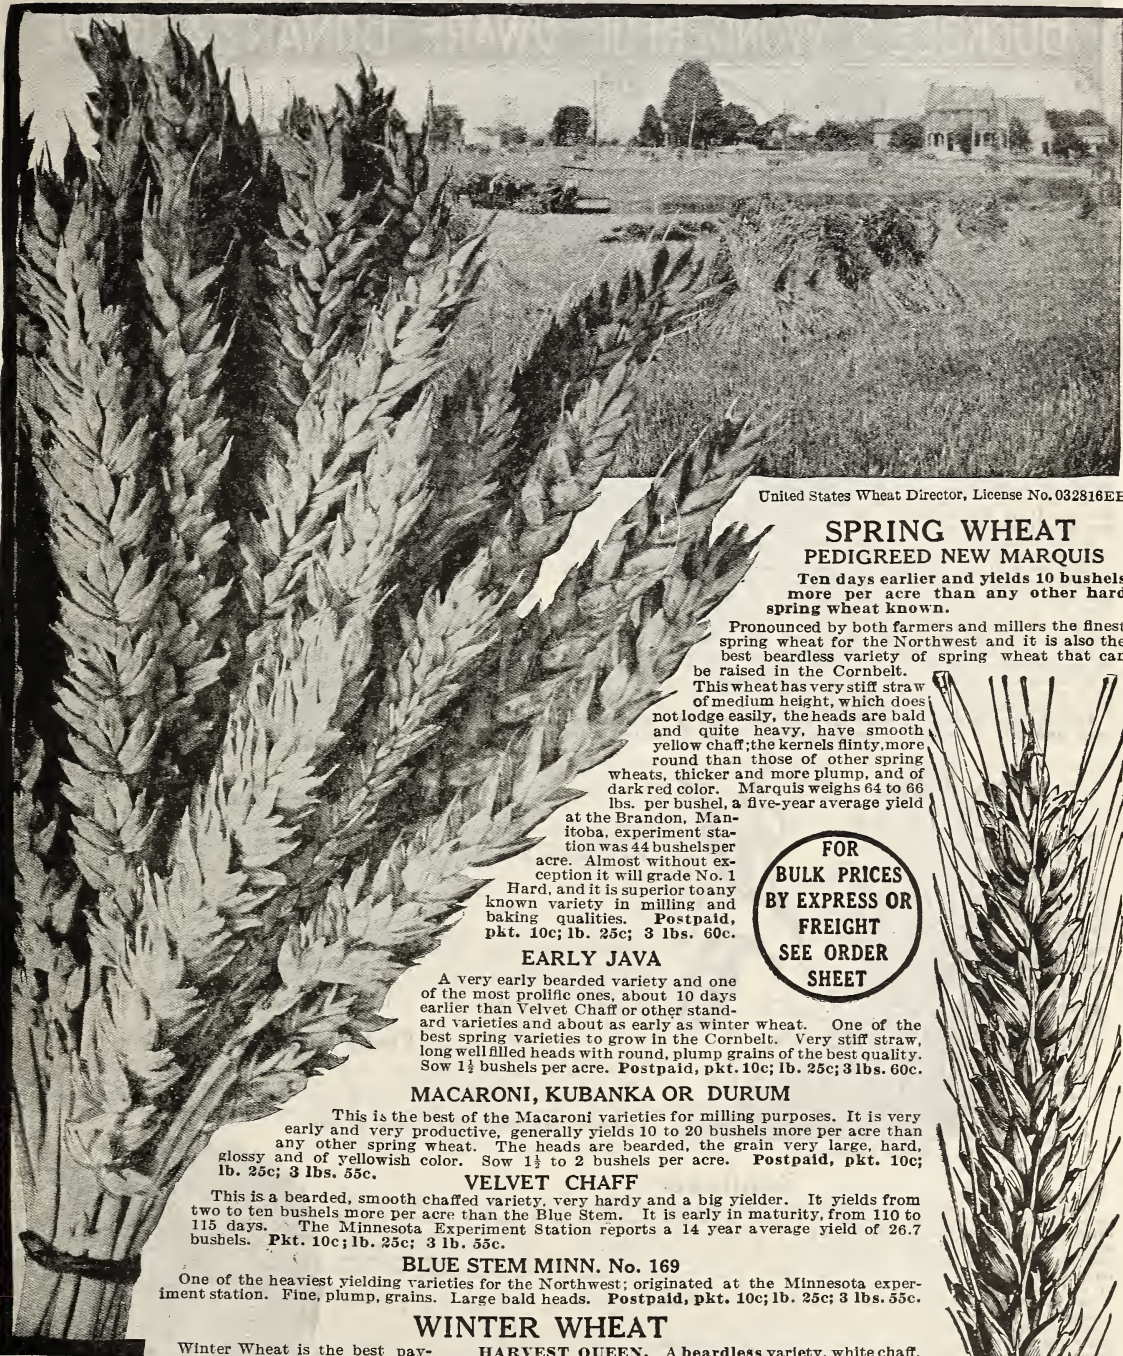 United States Wheat Director, License No. 032816EE
SPRING WHEAT
PEDIGREED NEW MARQUIS
Ten days earlier and yields 10 bushels
more per acre than any other hard
spring wheat known.
Pronounced by both farmers and millers the finest
spring wheat for the Northwest and it is also the
best beardless variety of spring wheat that can
be raised in the Cornbelt.
This wheat has very stiff straw
of medium height, which does
not lodge easily, the heads are bald
and quite heavy, have smooth
yellow chaff; the kernels flinty, more
round than those of other spring
wheats, thicker and more plump, and of
dark red color. Marquis weighs 64 to 66
lbs. per bushel, a five-year average yield
at the Brandon, Man-
itoba, experiment sta-
tion was 44 bushels per
acre. Almost without ex-
ception it will grade No. 1
Hard, and it is superior to any
known variety in milling and
baking qualities. Postpaid,
pkt. 10c; lb. 25c; 3 lbs. 60c.
FOR
BULK PRICES
BY EXPRESS OR
FREIGHT
SEE ORDER
SHEET
EARLY JAVA
A very early bearded variety and one
of the most prolific ones, about 10 days
earlier than Velvet Chaff or other stand-
ard varieties and about as early as winter wheat. One of the
best spring varieties to grow in the Cornbelt. Very stiff straw,
long well filled heads with round, plump grains of the best quality.
Sow 1½ bushels per acre. Postpaid, pkt. 10c; lb. 25c; 3 lbs. 60c.
MACARONI, KUBANKA OR DURUM
This is the best of the Macaroni varieties for milling purposes. It is very
early and very productive, generally yields 10 to 20 bushels more per acre than
any other spring wheat. The heads are bearded, the grain very large, hard,
glossy and of yellowish color. Sow 1½ to 2 bushels per acre. Postpaid, pkt. 10c;
lb. 25c; 3 lbs. 55c.
VELVET CHAFF
This is a bearded, smooth chaffed variety, very hardy and a big yielder. It yields from
two to ten bushels more per acre than the Blue Stem. It is early in maturity, from 110 to
115 days. The Minnesota Experiment Station reports a 14 year average yield of 26.7
bushels. Pkt. 10c; lb. 25c; 3 lb. 55c.
BLUE STEM MINN. No. 169
One of the heaviest yielding varieties for the Northwest; originated at the Minnesota exper-
iment station. Fine, plump, grains. Large bald heads. Postpaid, pkt. 10c; lb. 25c; 3 lbs. 55c.
WINTER WHEAT
Winter Wheat is the best pay-
HARVEST QUEEN. A beardless variety, white chaff,